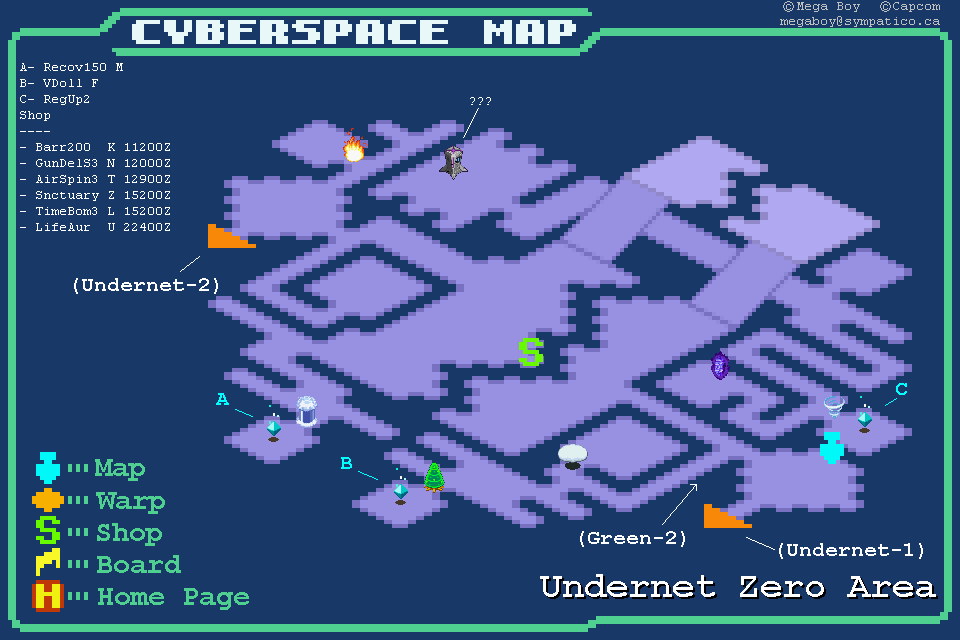 ©Mega Boy ©Capcom
megaboy@sympatico.ca
CYBERSPACE MAP
A- Recov150 M
B- VDoll F
C- RegUp2
Shop
----
- Barr200 K 11200Z
- GunDelS3 N 12000Z
- AirSpin3 T 12900Z
- Snctuary Z 15200Z
- TimeBom3 L 15200Z
- LifeAur U 22400Z
???
(Undernet-2)
S
A
B
C
(Green-2)
(Undernet-1)
Map
Warp
S Shop
Board
H Home Page
Undernet Zero Area